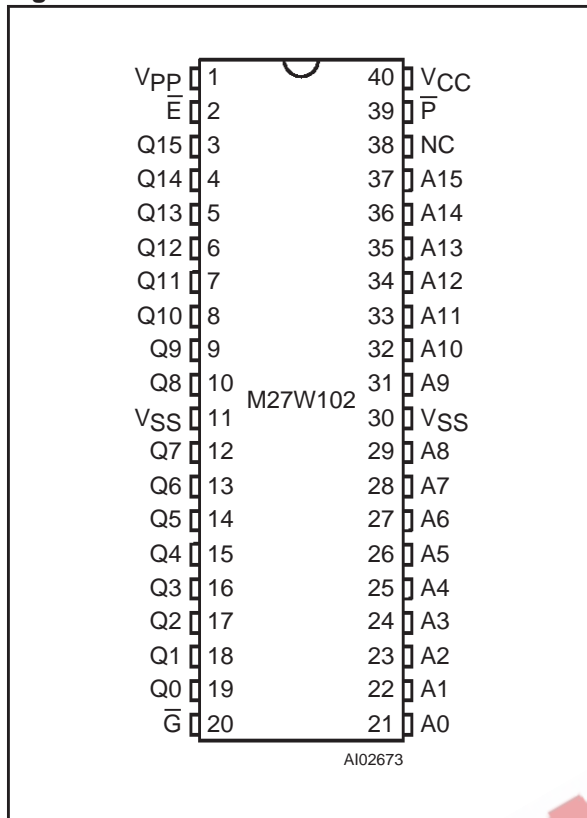 VPP 1 40 VCC
E̅ 2 39 P̅
Q15 3 38 NC
Q14 4 37 A15
Q13 5 36 A14
Q12 6 35 A13
Q11 7 34 A12
Q10 8 33 A11
Q9 9 32 A10
Q8 10 31 A9
M27W102
VSS 11 30 VSS
Q7 12 29 A8
Q6 13 28 A7
Q5 14 27 A6
Q4 15 26 A5
Q3 16 25 A4
Q2 17 24 A3
Q1 18 23 A2
Q0 19 22 A1
G̅ 20 21 A0
AI02673